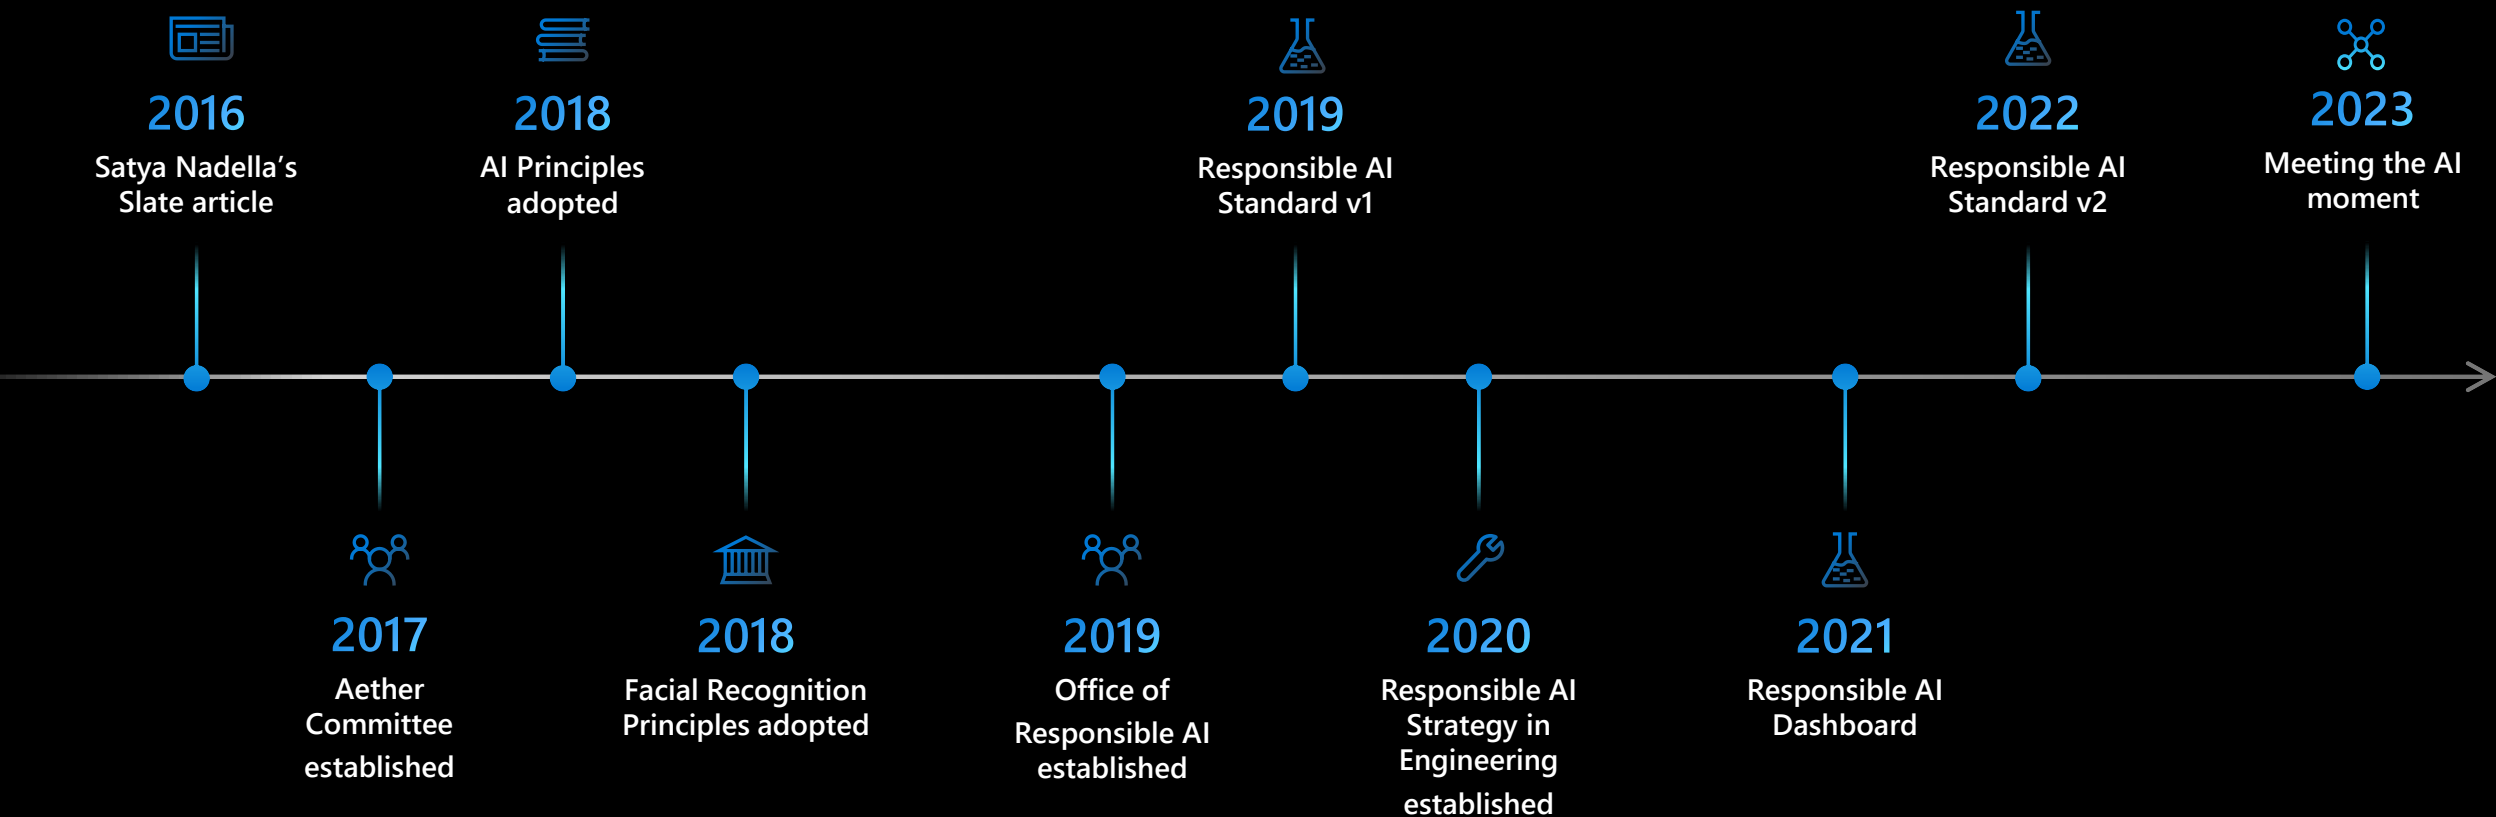 2016
Satya Nadella's
Slate article
2018
AI Principles
adopted
2019
Responsible AI
Standard v1
2022
Responsible AI
Standard v2
2023
Meeting the AI
moment
2017
Aether
Committee
established
2018
Facial Recognition
Principles adopted
2019
Office of
Responsible AI
established
2020
Responsible AI
Strategy in
Engineering
established
2021
Responsible AI
Dashboard